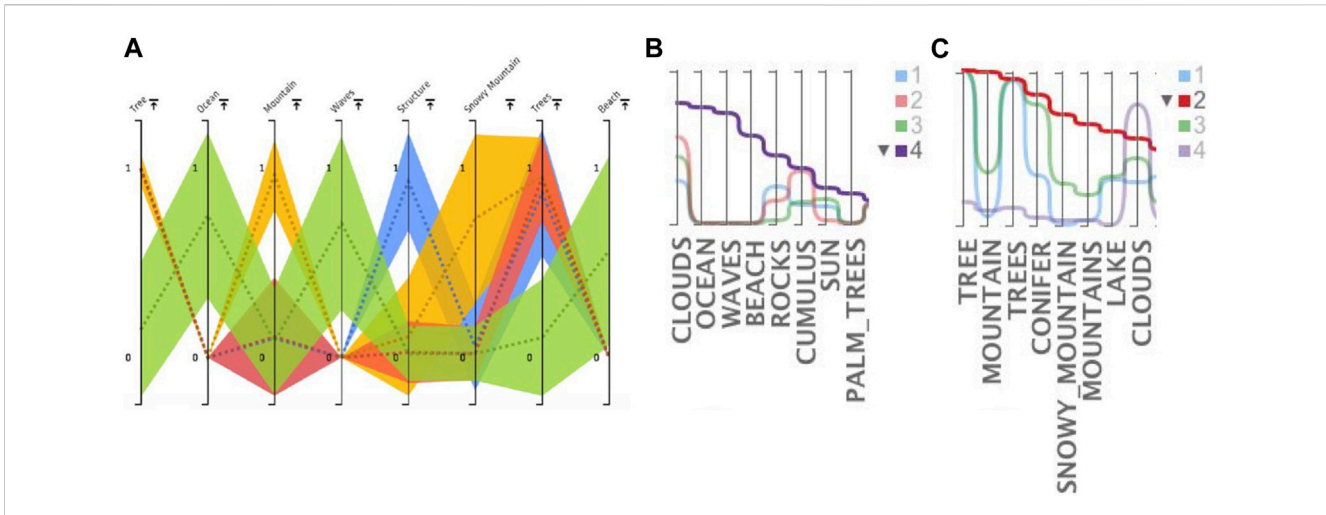 A
Tree
Ocean
Mountain
Waves
Structure
Snowy Mountain
Trees
Beach
1 1 1 1 1 1 1 1
0 0 0 0 0 0 0 0
B
1
2
3
4
CLOUDS
OCEAN
WAVES
BEACH
ROCKS
CUMULUS
SUN
PALM_TREES
C
1
2
3
4
TREE
MOUNTAIN
TREES
CONIFER
SNOWY_MOUNTAIN
MOUNTAINS
LAKE
CLOUDS